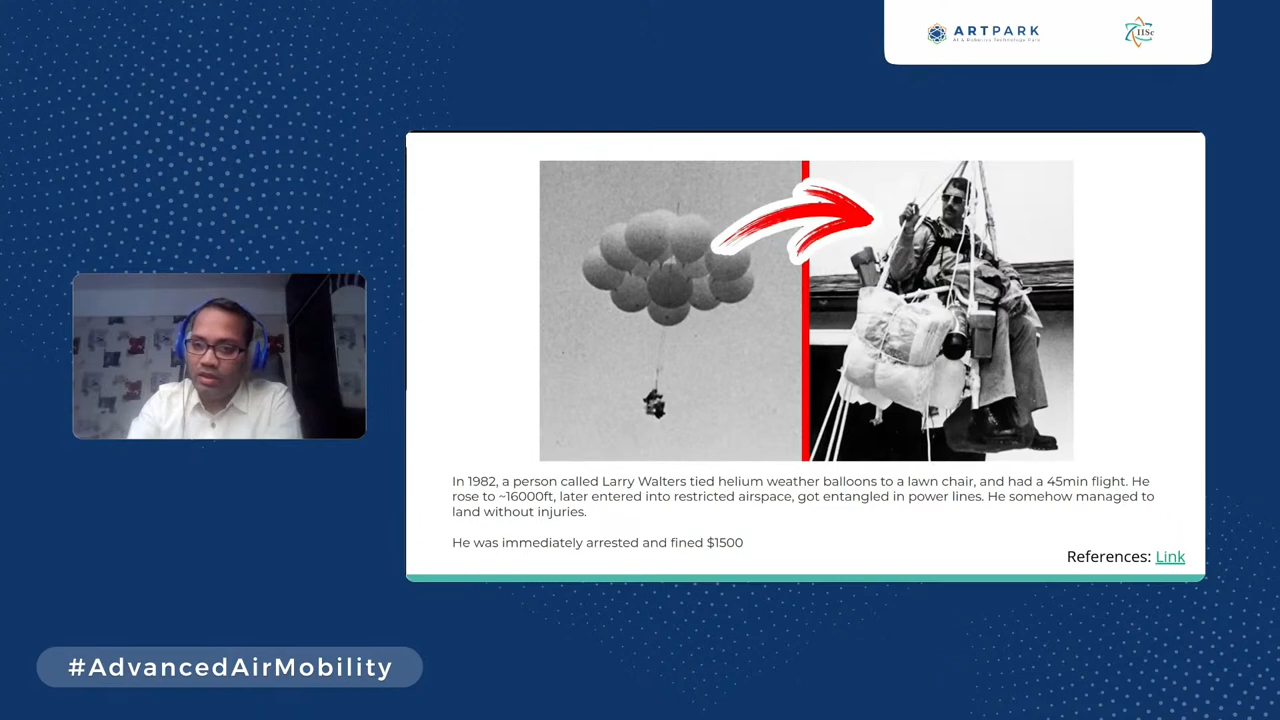 ARTPARK
AI & Robotics Technology Park
IISc
In 1982, a person called Larry Walters tied helium weather balloons to a lawn chair, and had a 45min flight. He
rose to ~16000ft, later entered into restricted airspace, got entangled in power lines. He somehow managed to
land without injuries.
He was immediately arrested and fined $1500
References: Link
#AdvancedAirMobility